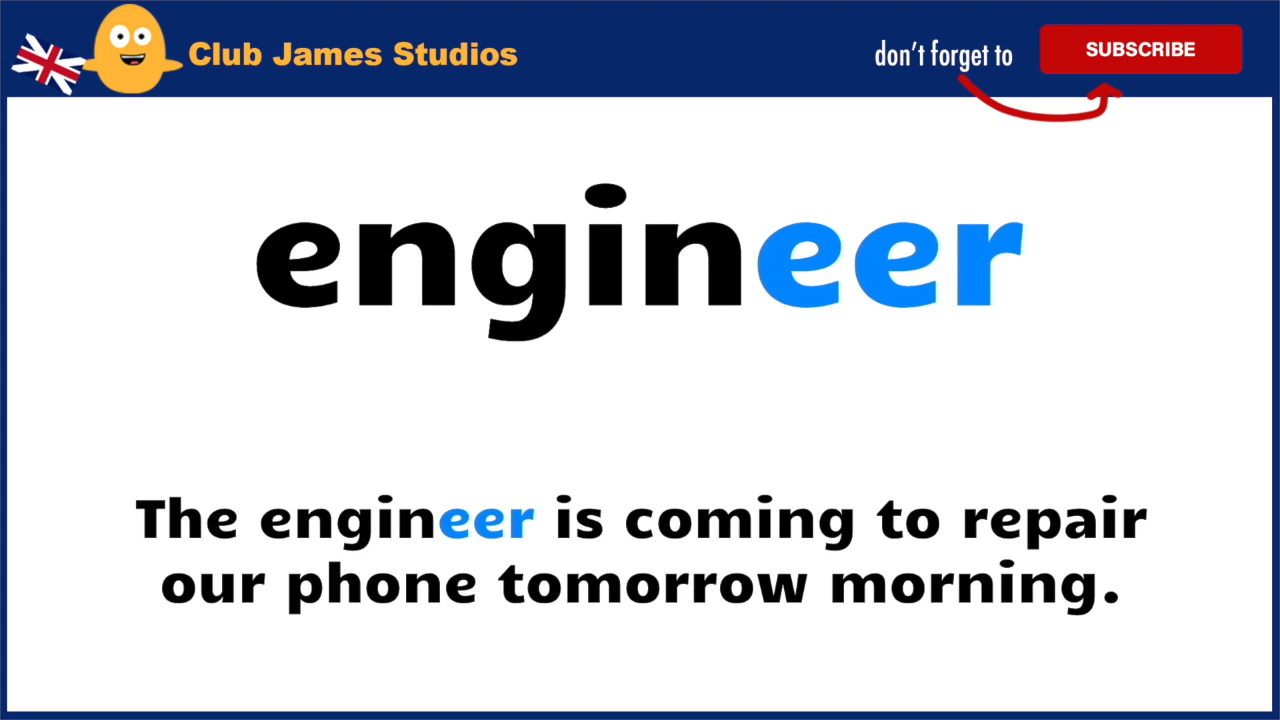 Club James Studios
don't forget to
SUBSCRIBE
engineer
The engineer is coming to repair
our phone tomorrow morning.